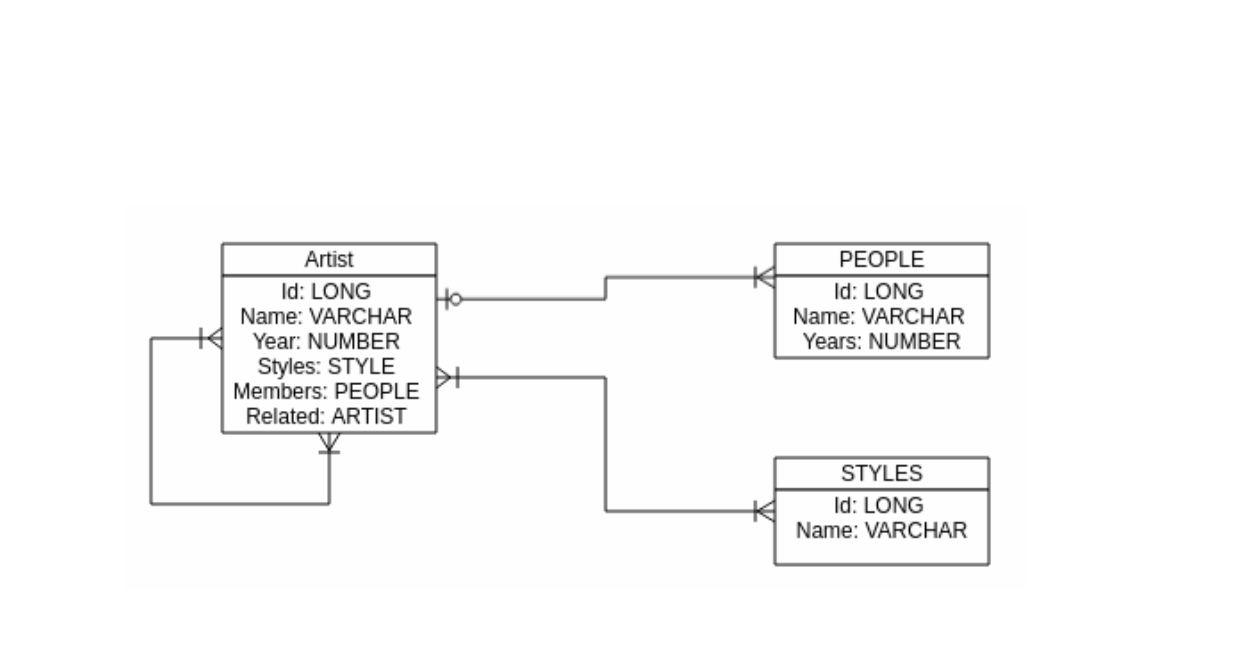 Artist
Id: LONG
Name: VARCHAR
Year: NUMBER
Styles: STYLE
Members: PEOPLE
Related: ARTIST
PEOPLE
Id: LONG
Name: VARCHAR
Years: NUMBER
STYLES
Id: LONG
Name: VARCHAR